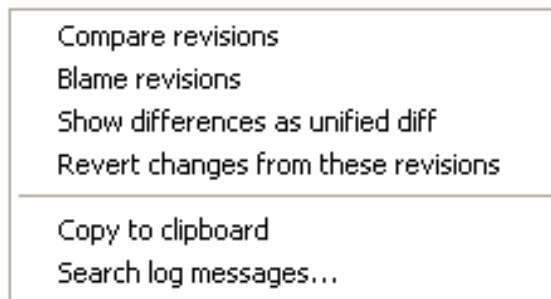 Compare revisions
Blame revisions
Show differences as unified diff
Revert changes from these revisions
Copy to clipboard
Search log messages...